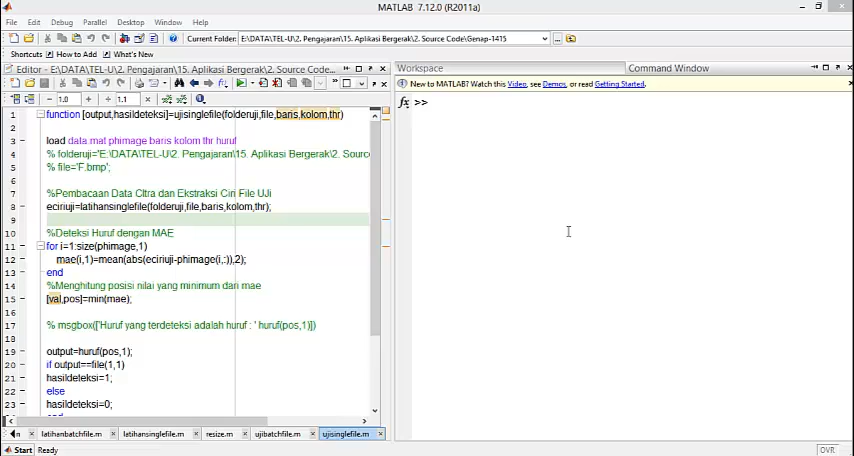 MATLAB 7.12.0 (R2011a)
File Edit Debug Parallel Desktop Window Help
Current Folder: E:\DATA\TEL-U\2. Pengajaran\15. Aplikasi Bergerak\2. Source Code\Genap-1415
Shortcuts How to Add What's New
Editor - E:\DATA\TEL-U\2. Pengajaran\15. Aplikasi Bergerak\2. Source Code...
Workspace Command Window
New to MATLAB? Watch this Video, see Demos, or read Getting Started.
fx >>
1.0 1.1
1 function [output,hasildeteksi]=ujisinglefile(folderuji,file,baris,kolom,thr)
2
3 load data mat phimage baris kolom thr huruf
4 % folderuji='E:\DATA\TEL-U\2. Pengajaran\15. Aplikasi Bergerak\2. Sourc
5 % file='F.bmp';
6
7 %Pembacaan Data CItra dan Ekstraksi Ciri File UJi
8 eciriuji=latihansinglefile(folderuji,file,baris,kolom,thr);
9
10 %Deteksi Huruf dengan MAE
11 for i=1:size(phimage,1)
12 mae(i,1)=mean(abs(eciriuji-phimage(i,:)),2);
13 end
14 %Menghitung posisi nilai yang minimum dari mae
15 [val,pos]=min(mae);
16
17 % msgbox(['Huruf yang terdeteksi adalah huruf : ' huruf(pos,1)])
18
19 output=huruf(pos,1);
20 if output==file(1,1)
21 hasildeteksi=1;
22 else
23 hasildeteksi=0;
end
n latihanbatchfile.m latihansinglefile.m resize.m ujibatchfile.m ujisinglefile.m
Start Ready OVR